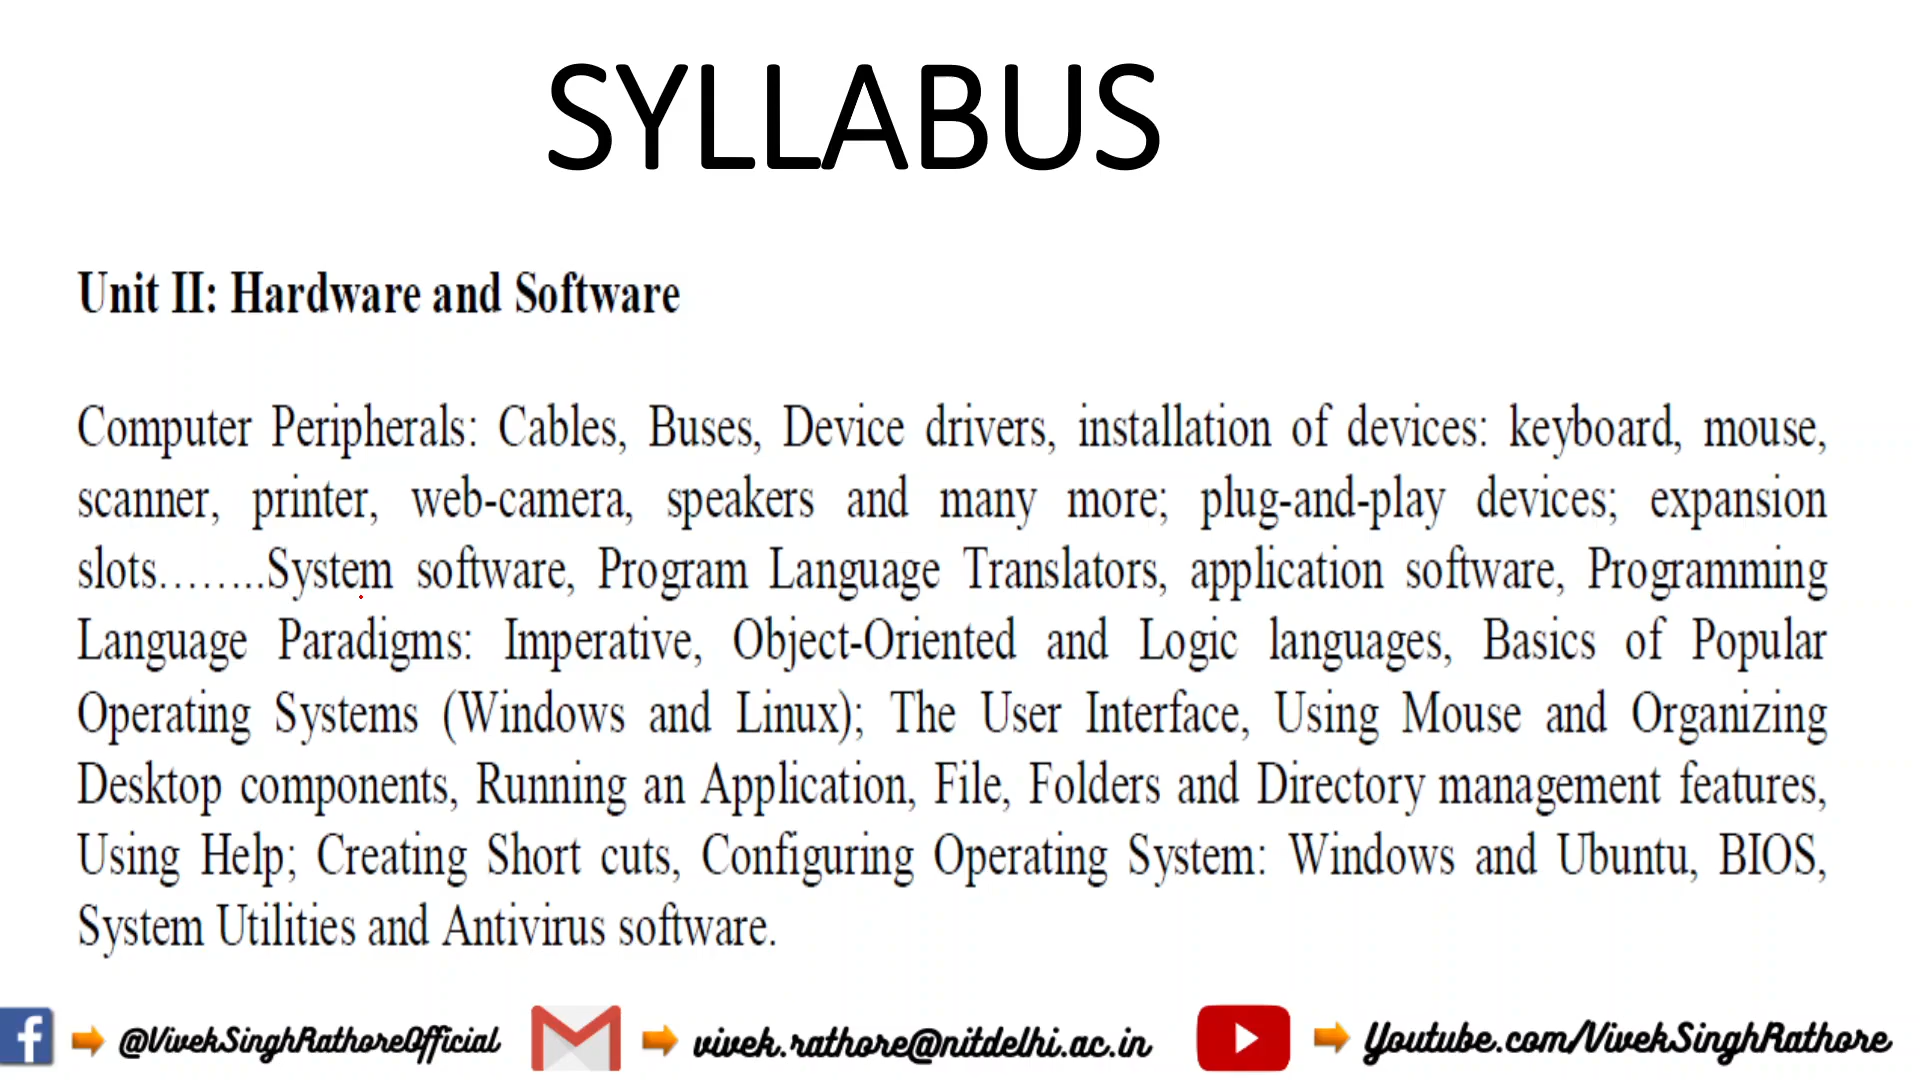 SYLLABUS
Unit II: Hardware and Software
Computer Peripherals: Cables, Buses, Device drivers, installation of devices: keyboard, mouse,
scanner, printer, web-camera, speakers and many more; plug-and-play devices; expansion
slots……..System software, Program Language Translators, application software, Programming
Language Paradigms: Imperative, Object-Oriented and Logic languages, Basics of Popular
Operating Systems (Windows and Linux); The User Interface, Using Mouse and Organizing
Desktop components, Running an Application, File, Folders and Directory management features,
Using Help; Creating Short cuts, Configuring Operating System: Windows and Ubuntu, BIOS,
System Utilities and Antivirus software.
@VivekSinghRathoreOfficial vivek.rathore@nitdelhi.ac.in Youtube.com/VivekSinghRathore